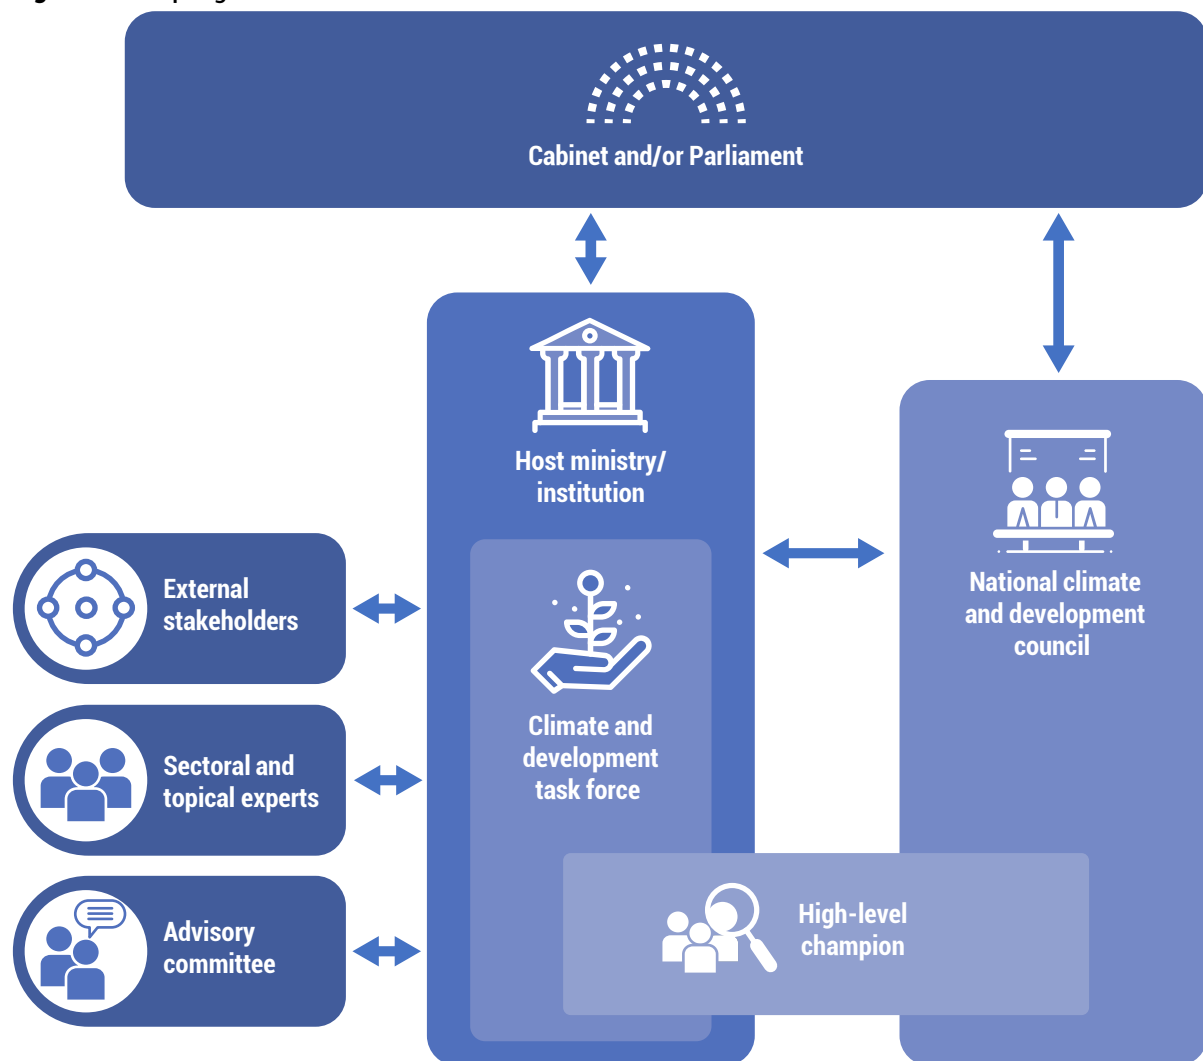 Cabinet and/or Parliament
Host ministry/
institution
National climate
and development
council
External
stakeholders
Climate and
development
task force
Sectoral and
topical experts
High-level
champion
Advisory
committee